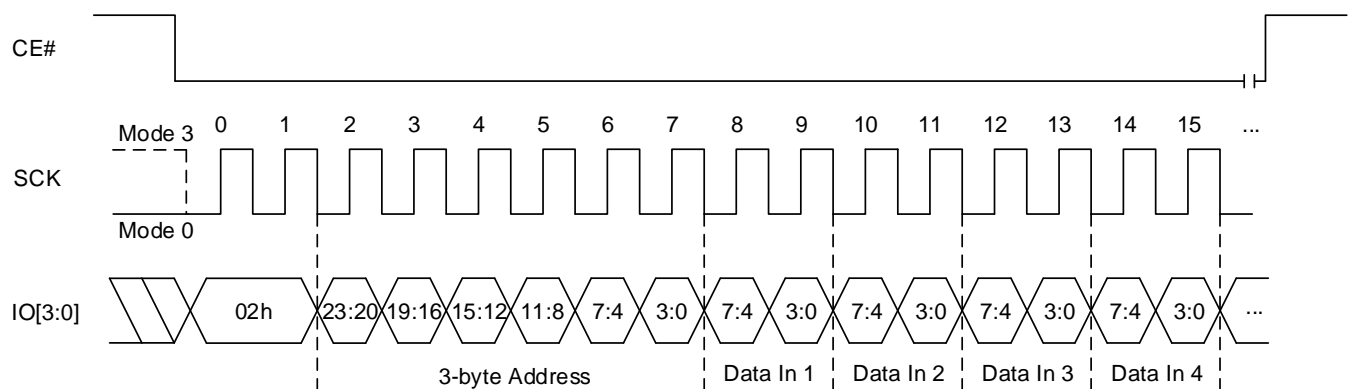 CE#
Mode 3 0 1 2 3 4 5 6 7 8 9 10 11 12 13 14 15 ...
SCK
Mode 0
IO[3:0] 02h 23:20 19:16 15:12 11:8 7:4 3:0 7:4 3:0 7:4 3:0 7:4 3:0 7:4 3:0 ...
3-byte Address Data In 1 Data In 2 Data In 3 Data In 4